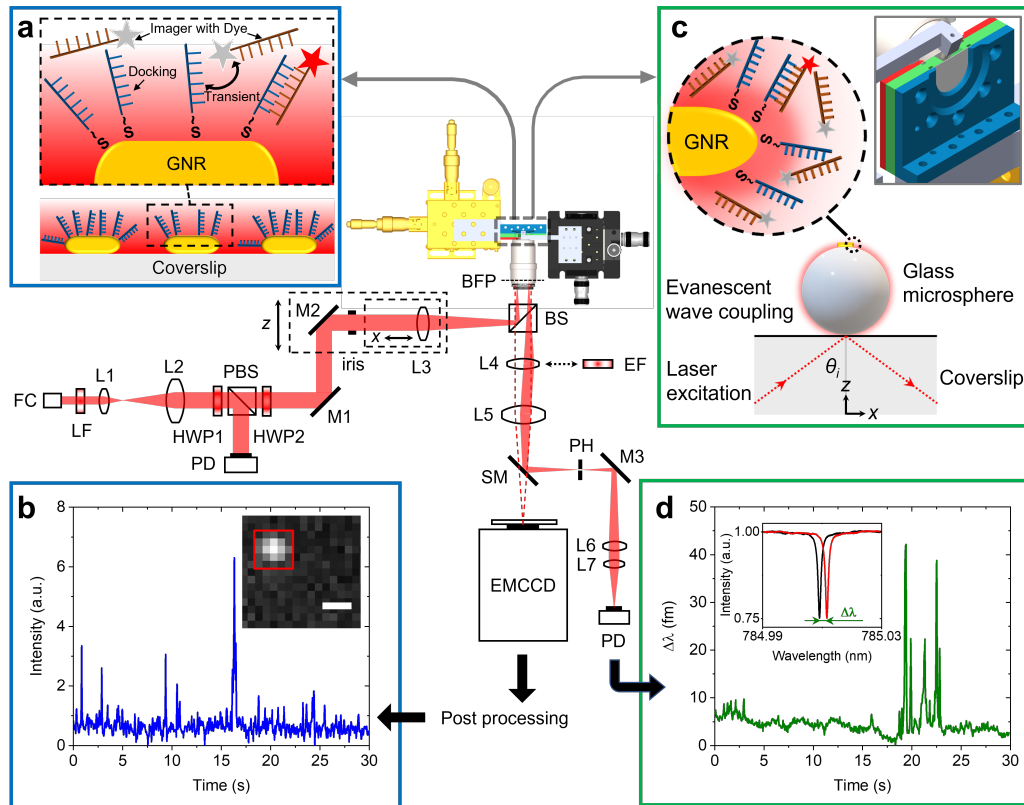 a
Imager with Dye
Docking
Transient
~S
~S
S
~
S
~
GNR
Coverslip
c
S
~
S
~
S~
S~
GNR
Evanescent
wave coupling
Glass
microsphere
Laser
excitation
θi
z
x
Coverslip
BFP
M2
z
x
iris
L3
BS
L4
EF
FC
LF
L1
L2
PBS
HWP1
HWP2
M1
PD
L5
SM
PH
M3
L6
L7
EMCCD
PD
Post processing
b
8
6
4
2
0
Intensity (a.u.)
0 5 10 15 20 25 30
Time (s)
d
50
40
30
20
10
0
Δλ (fm)
1.00
0.75
Intensity (a.u.)
Δλ
784.99 785.03
Wavelength (nm)
0 5 10 15 20 25 30
Time (s)